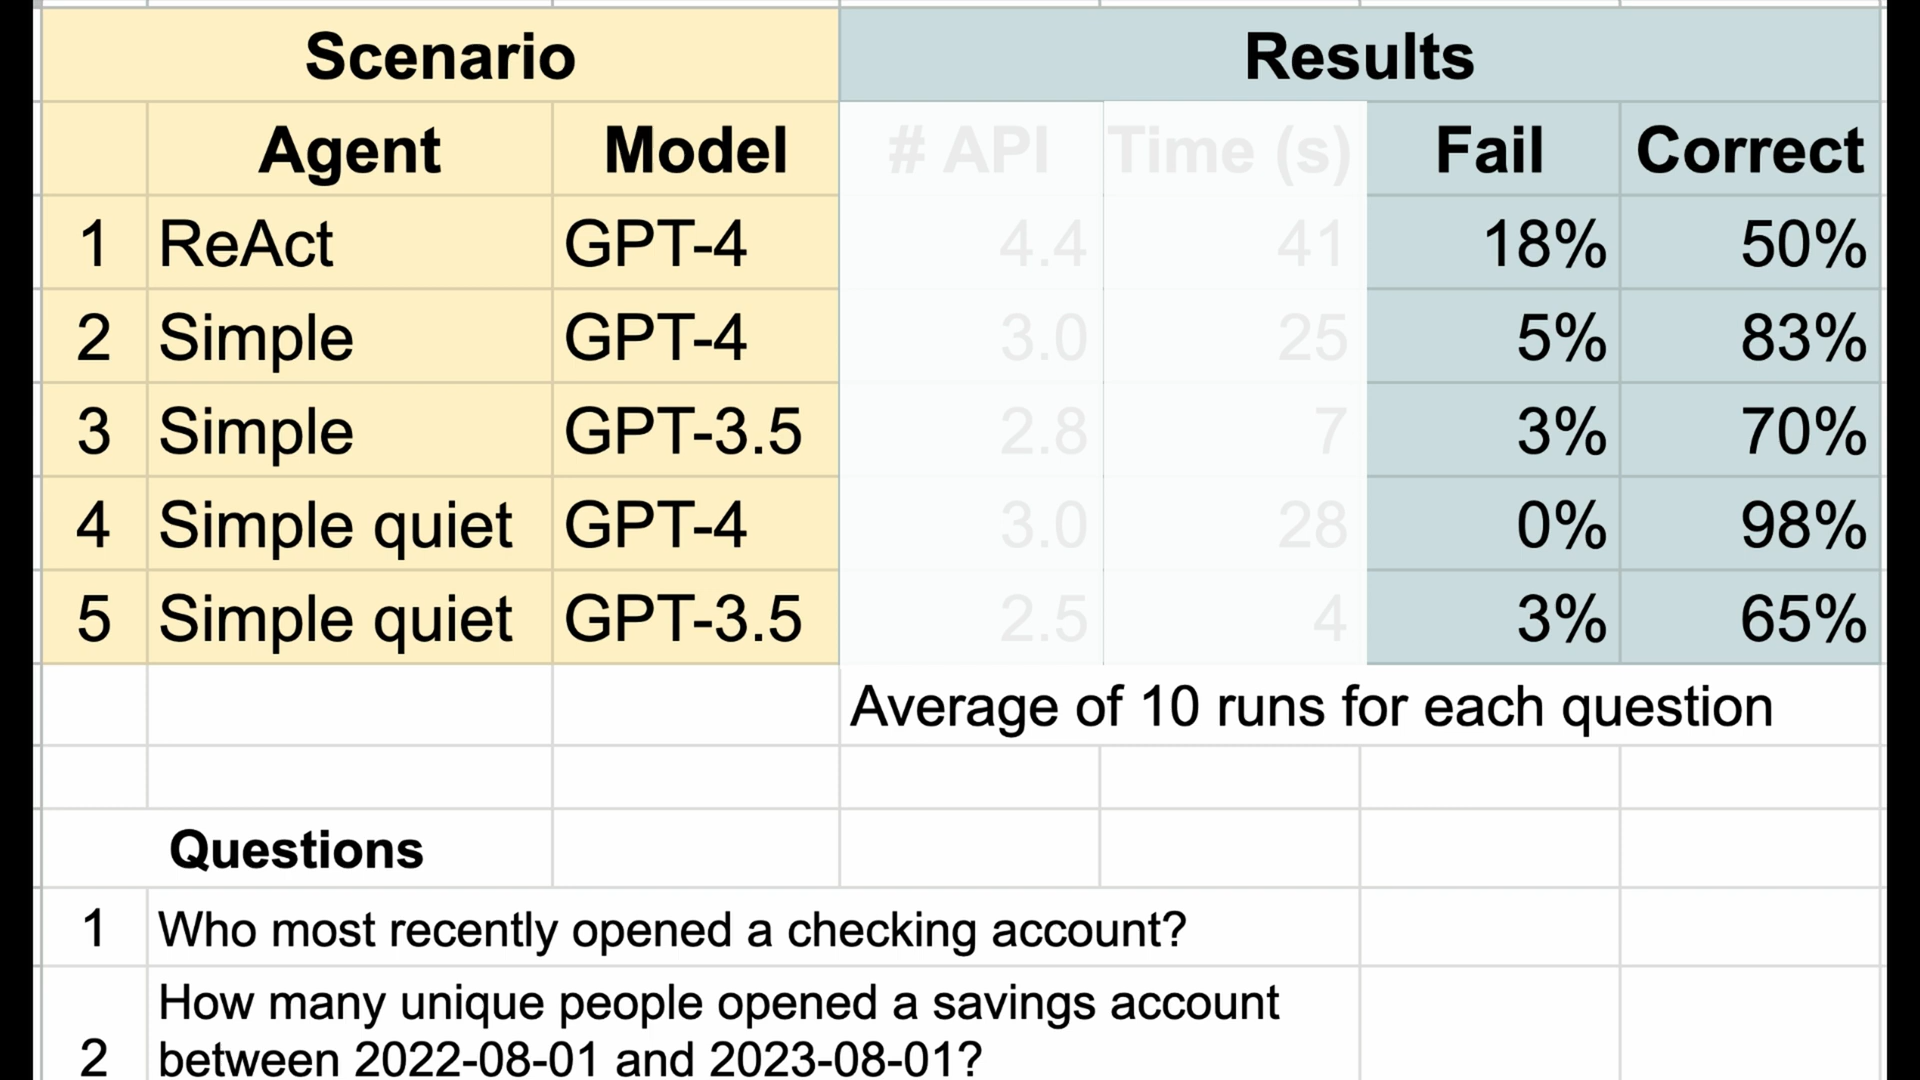 Scenario Results
Agent Model # API Time (s) Fail Correct
1 ReAct GPT-4 4.4 41 18% 50%
2 Simple GPT-4 3.0 25 5% 83%
3 Simple GPT-3.5 2.8 7 3% 70%
4 Simple quiet GPT-4 3.0 28 0% 98%
5 Simple quiet GPT-3.5 2.5 4 3% 65%
Average of 10 runs for each question
Questions
1 Who most recently opened a checking account?
How many unique people opened a savings account
2 between 2022-08-01 and 2023-08-01?